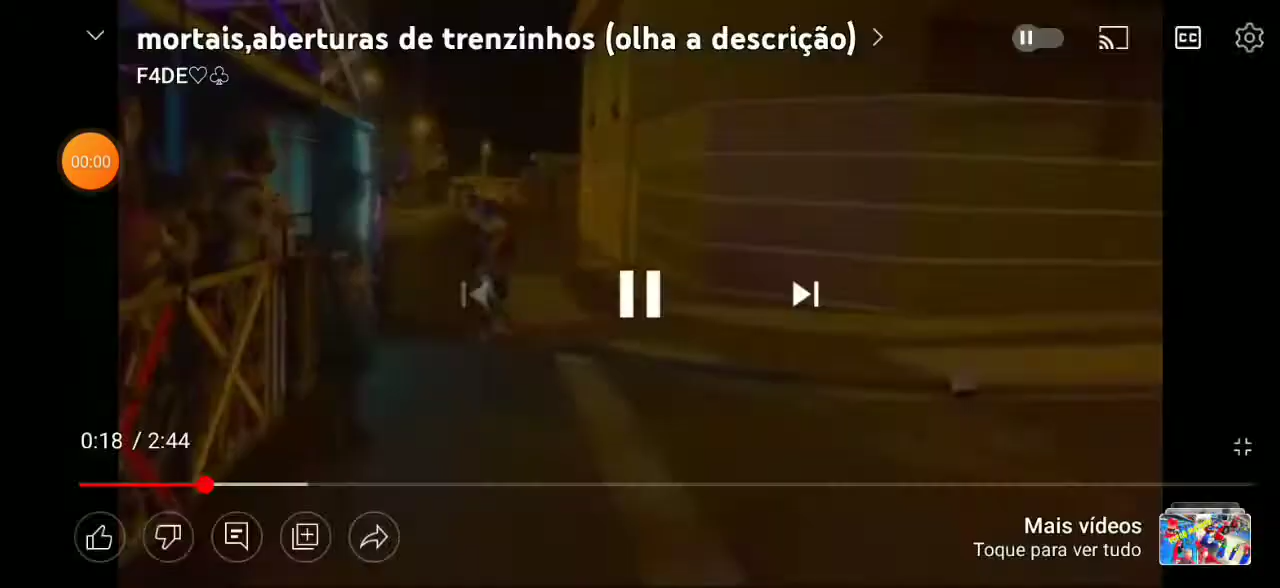 mortais,aberturas de trenzinhos (olha a descrição)
F4DE♡♧
CC
00:00
0:18 / 2:44
Mais vídeos
Toque para ver tudo